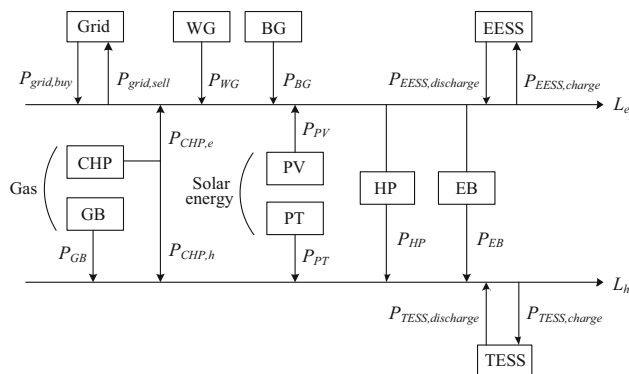 Grid
WG
BG
EESS
P_grid,buy
P_grid,sell
P_WG
P_BG
P_EESS,discharge
P_EESS,charge
L_e
P_CHP,e
P_PV
Gas
CHP
Solar
energy
PV
HP
EB
GB
PT
P_GB
P_CHP,h
P_PT
P_HP
P_EB
L_h
P_TESS,discharge
P_TESS,charge
TESS